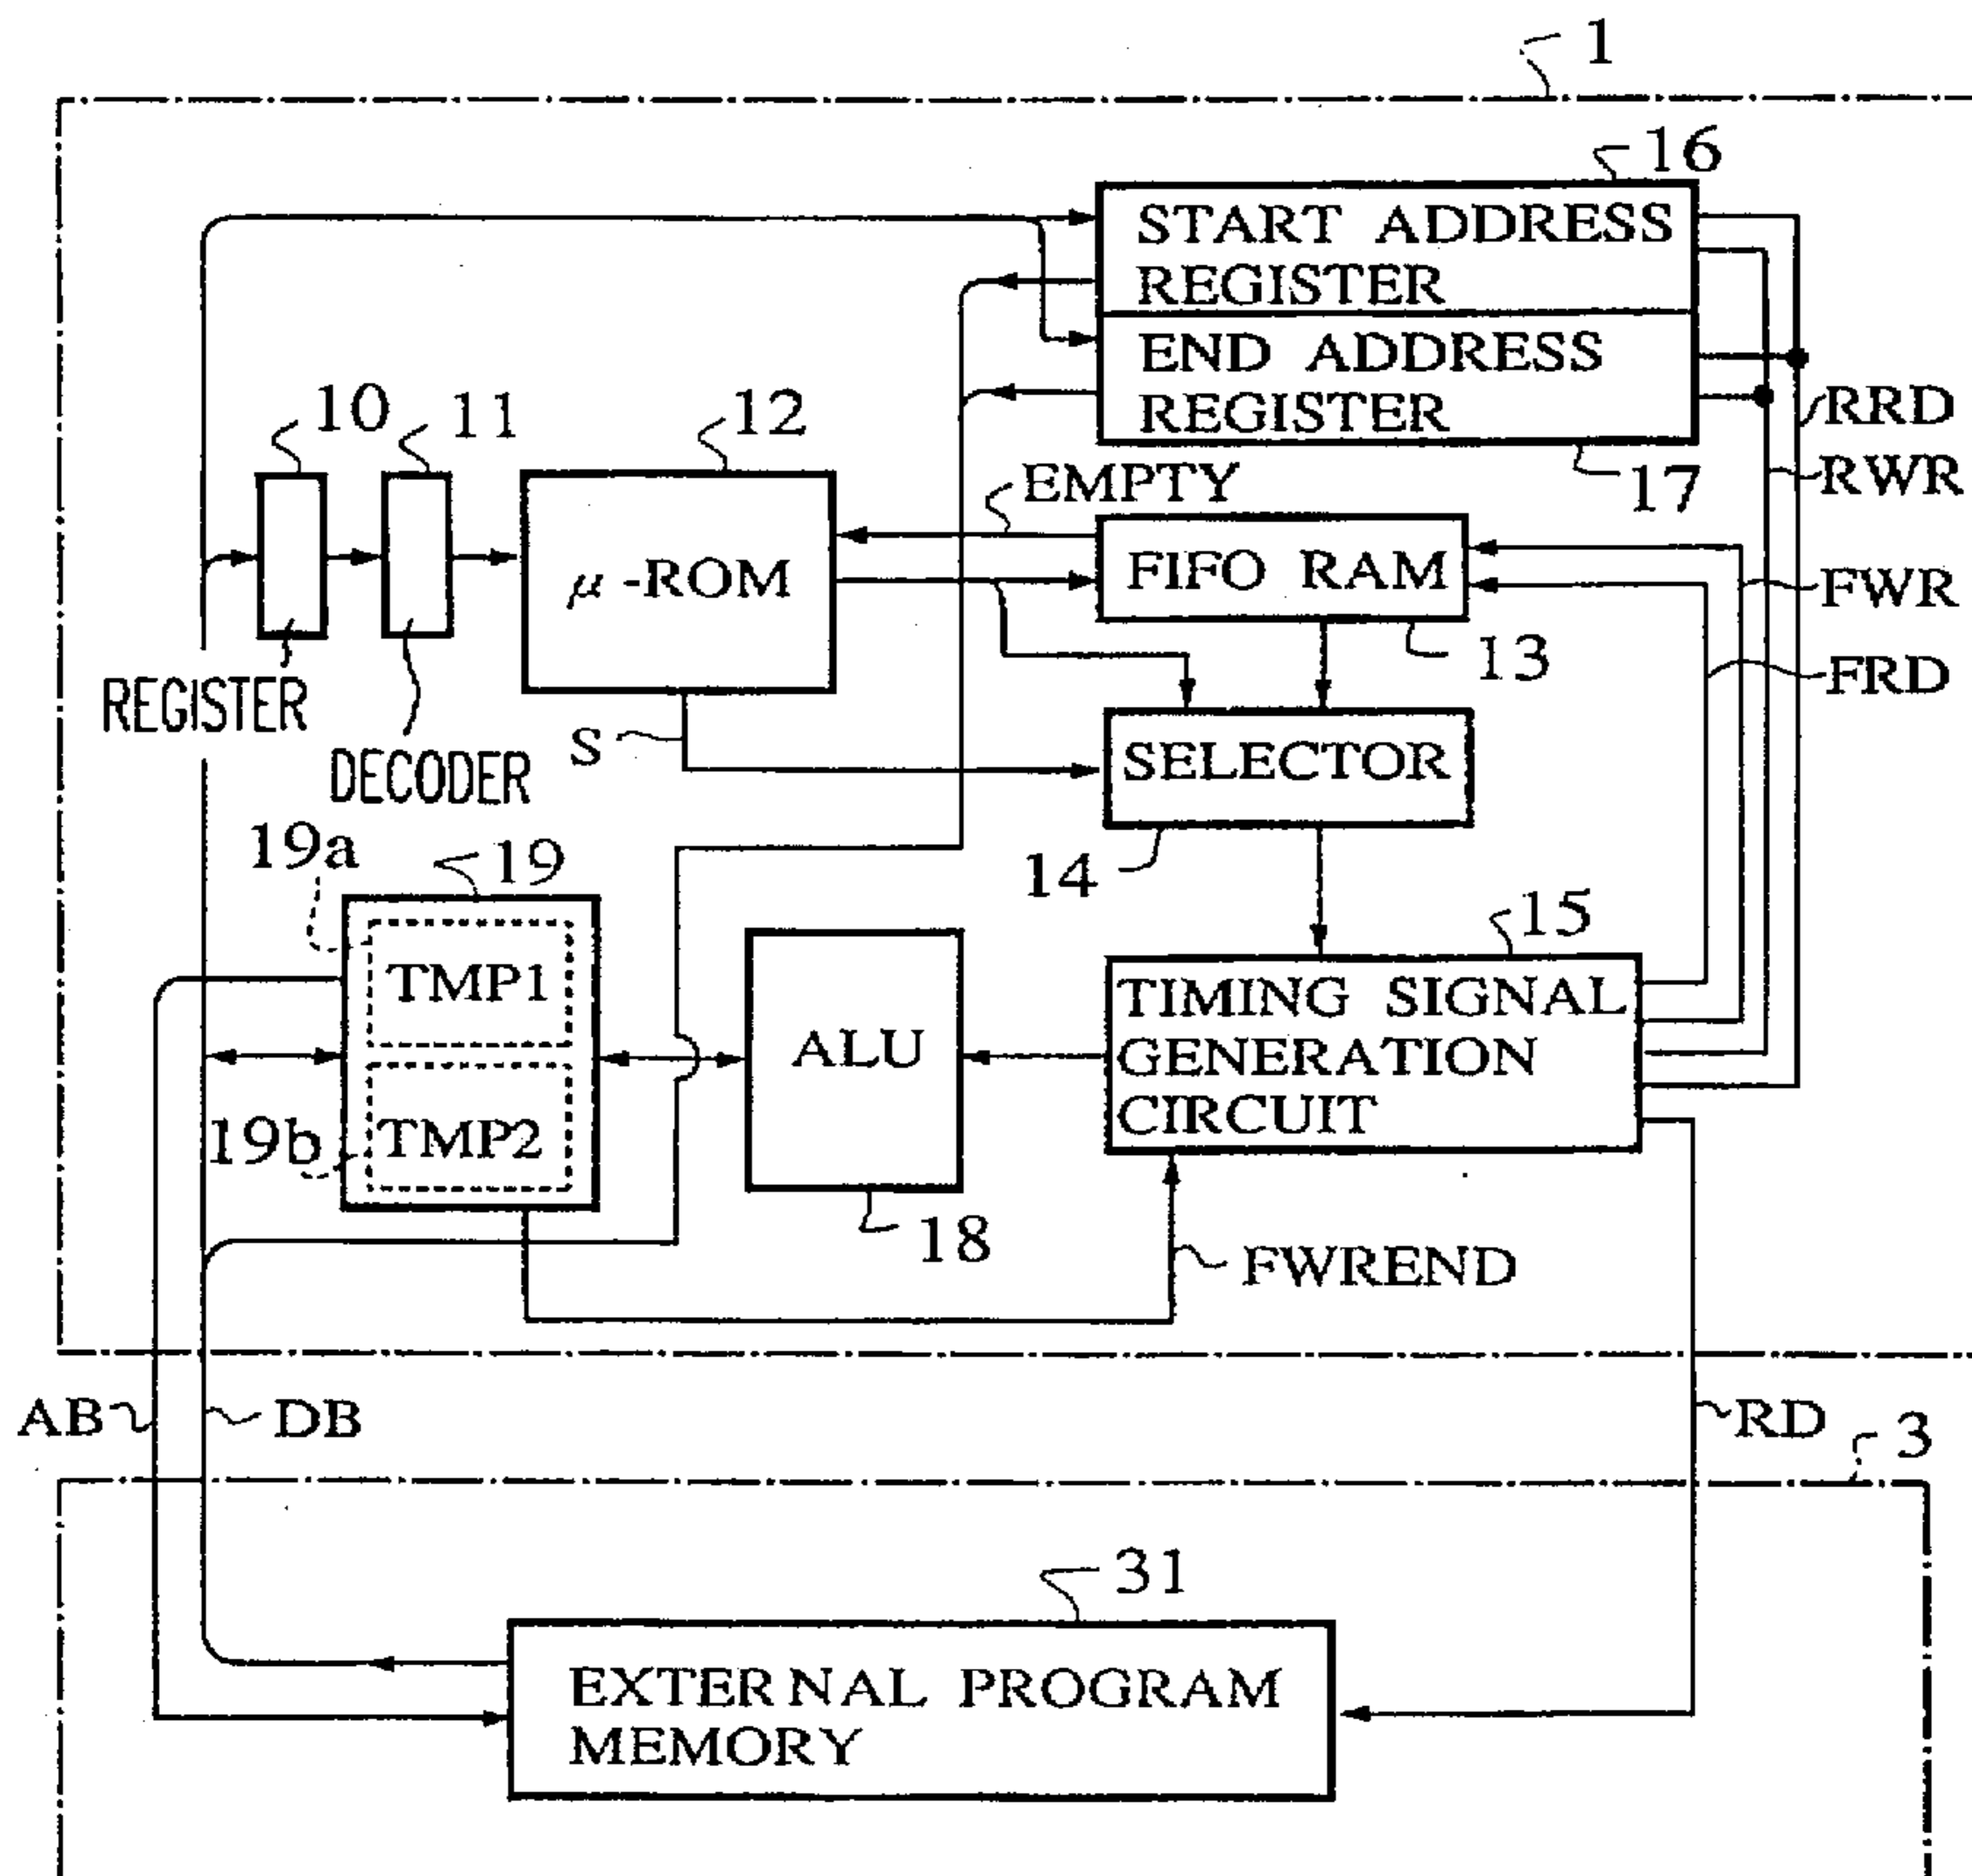 1
16
START ADDRESS
REGISTER
END ADDRESS
REGISTER
17
RRD
RWR
FWR
FRD
10
11
12
EMPTY
μ-ROM
FIFO RAM
13
REGISTER
DECODER
S
SELECTOR
14
19a
19
15
TMP1
ALU
TIMING SIGNAL
GENERATION
CIRCUIT
19b
TMP2
18
FWREND
AB
DB
RD
3
31
EXTERNAL PROGRAM
MEMORY